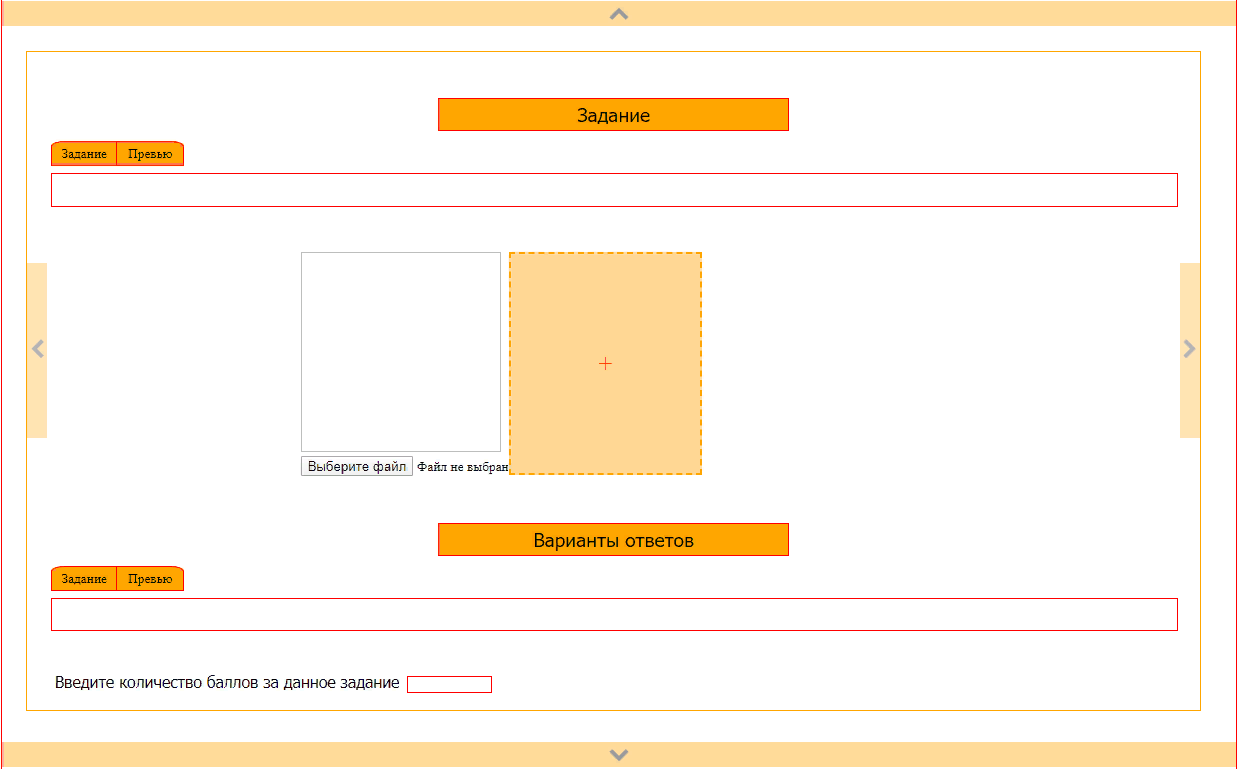 Задание
Задание Превью
Выберите файл Файл не выбран
Варианты ответов
Задание Превью
Введите количество баллов за данное задание